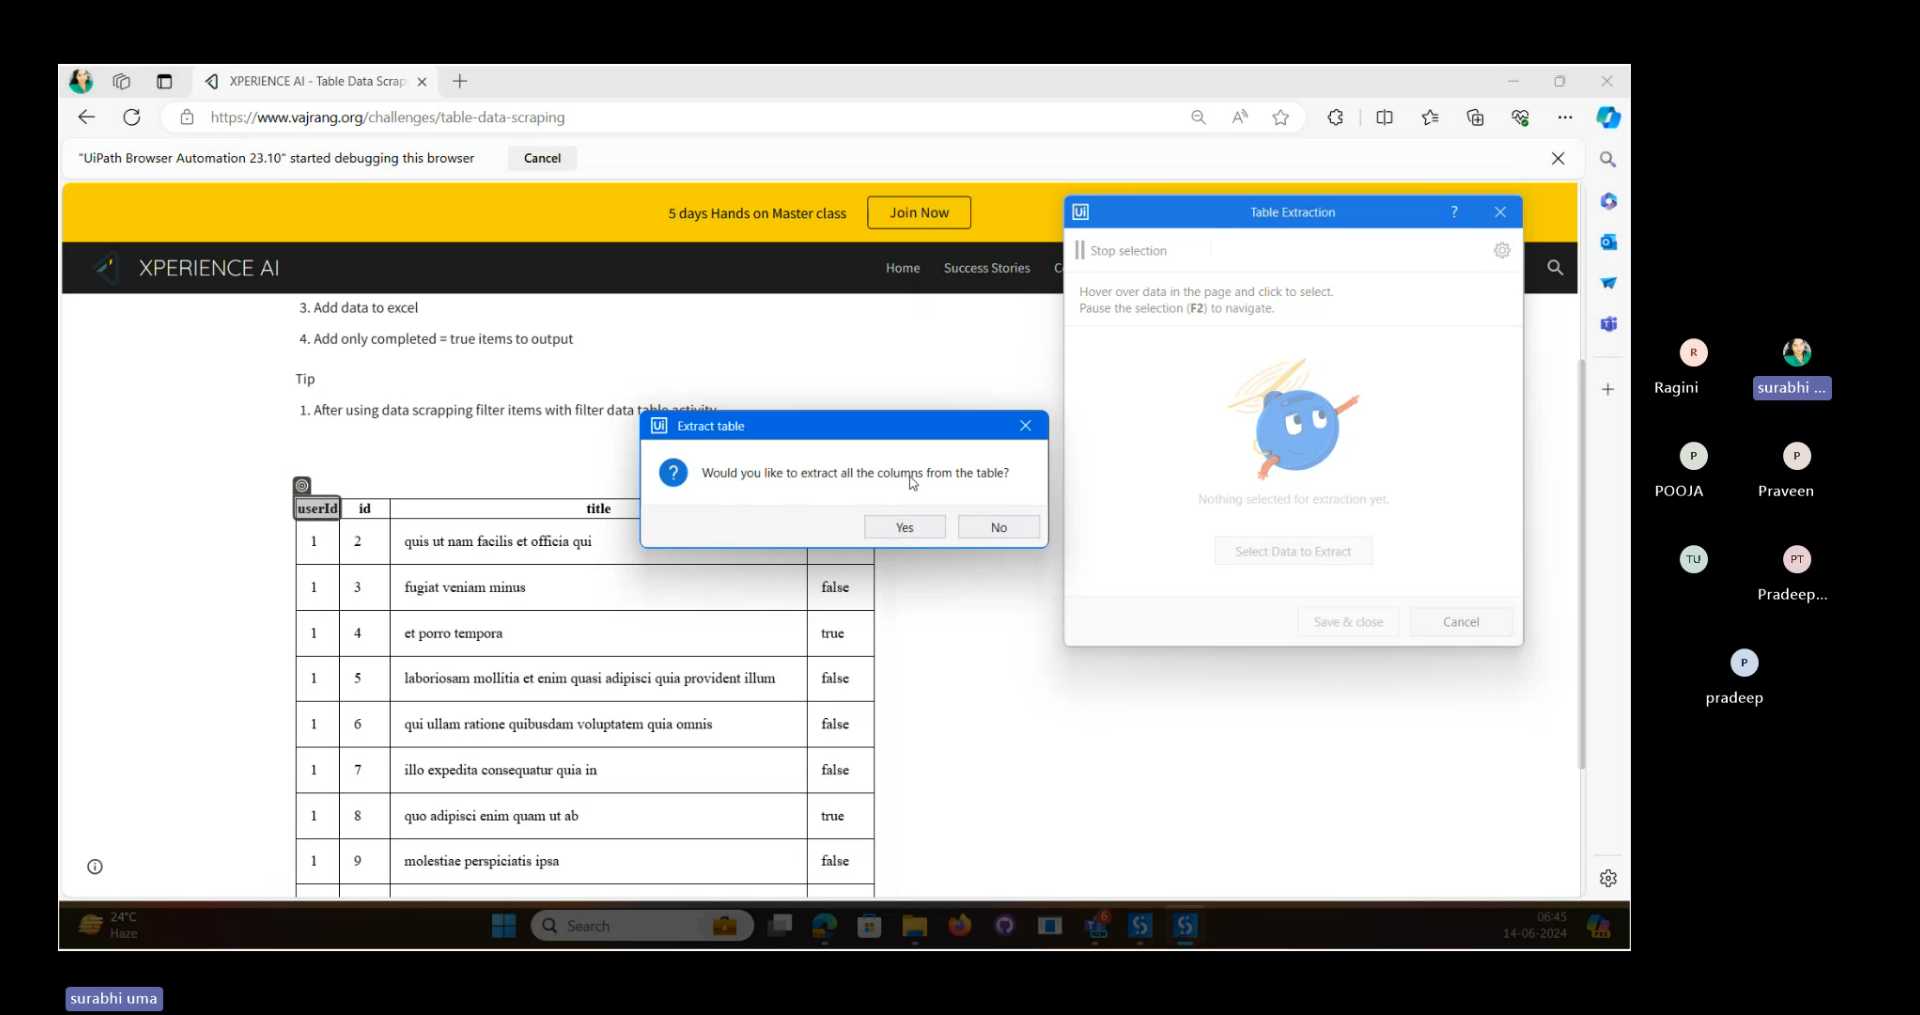 XPERIENCE AI - Table Data Scrap
https://www.vajrang.org/challenges/table-data-scraping
"UiPath Browser Automation 23.10" started debugging this browser
Cancel
5 days Hands on Master class
Join Now
XPERIENCE AI
Home
Success Stories
C
3. Add data to excel
4. Add only completed = true items to output
Tip
1. After using data scrapping filter items with filter data table activity
Ui
Table Extraction
?
Stop selection
Hover over data in the page and click to select.
Pause the selection (F2) to navigate.
Nothing selected for extraction yet.
Select Data to Extract
Save & close
Cancel
Ui
Extract table
?
Would you like to extract all the columns from the table?
Yes
No
userId id title
1 2 quis ut nam facilis et officia qui
1 3 fugiat veniam minus false
1 4 et porro tempora true
1 5 laboriosam mollitia et enim quasi adipisci quia provident illum false
1 6 qui ullam ratione quibusdam voluptatem quia omnis false
1 7 illo expedita consequatur quia in false
1 8 quo adipisci enim quam ut ab true
1 9 molestiae perspiciatis ipsa false
24°C
Haze
Search
6
06:45
14-06-2024
R
Ragini
surabhi ...
P
POOJA
P
Praveen
TU
PT
Pradeep...
P
pradeep
surabhi uma